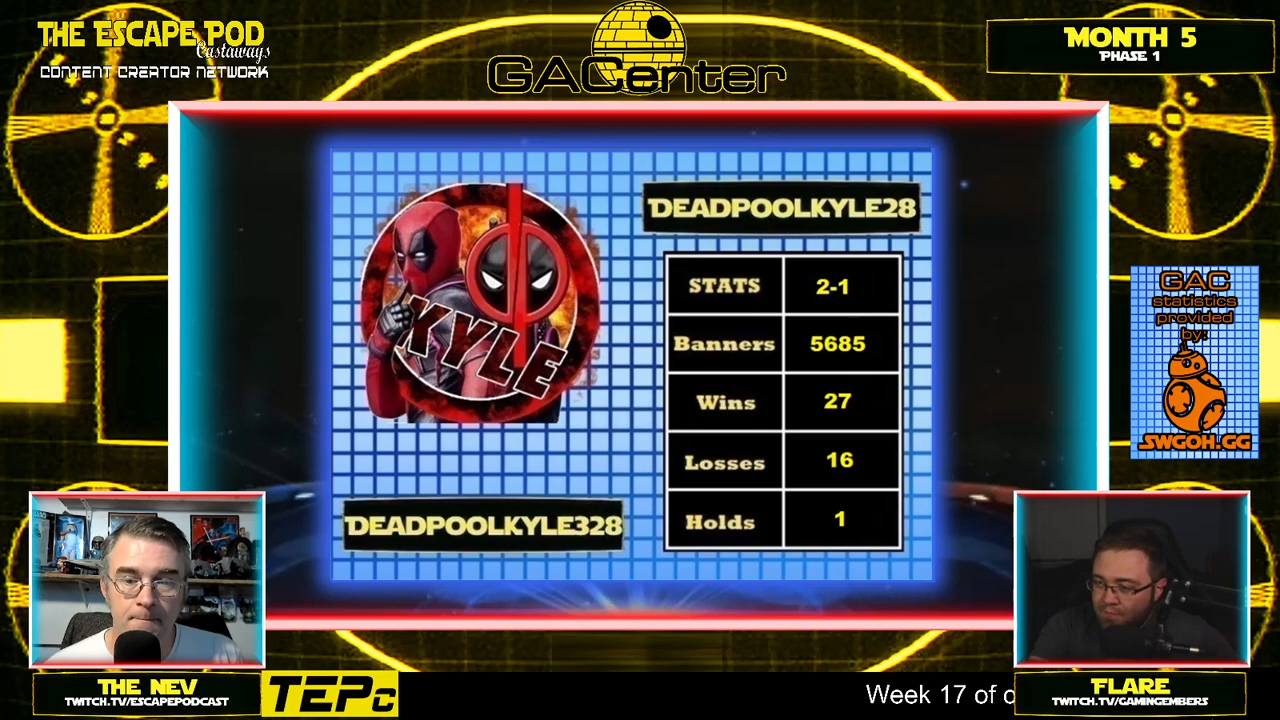 THE ESCAPE POD
Castaways
CONTENT CREATOR NETWORK
GACenter
MONTH 5
PHASE 1
KYLE
DEADPOOLKYLE28
STATS 2-1
Banners 5685
Wins 27
Losses 16
Holds 1
DEADPOOLKYLE328
GAC
statistics
provided
by:
SWGOH.GG
THE NEV
TWITCH.TV/ESCAPEPODCAST
TEPc
Week 17 of
FLARE
TWITCH.TV/GAMINGEMBERS